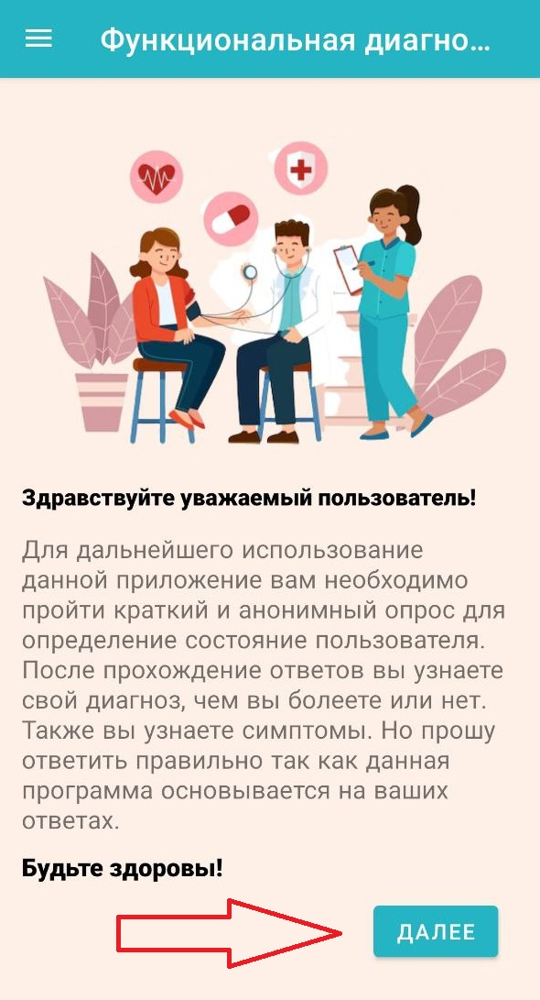 Функциональная диагно...
Здравствуйте уважаемый пользователь!
Для дальнейшего использование
данной приложение вам необходимо
пройти краткий и анонимный опрос для
определение состояние пользователя.
После прохождение ответов вы узнаете
свой диагноз, чем вы болеете или нет.
Также вы узнаете симптомы. Но прошу
ответить правильно так как данная
программа основывается на ваших
ответах.
Будьте здоровы!
ДАЛЕЕ